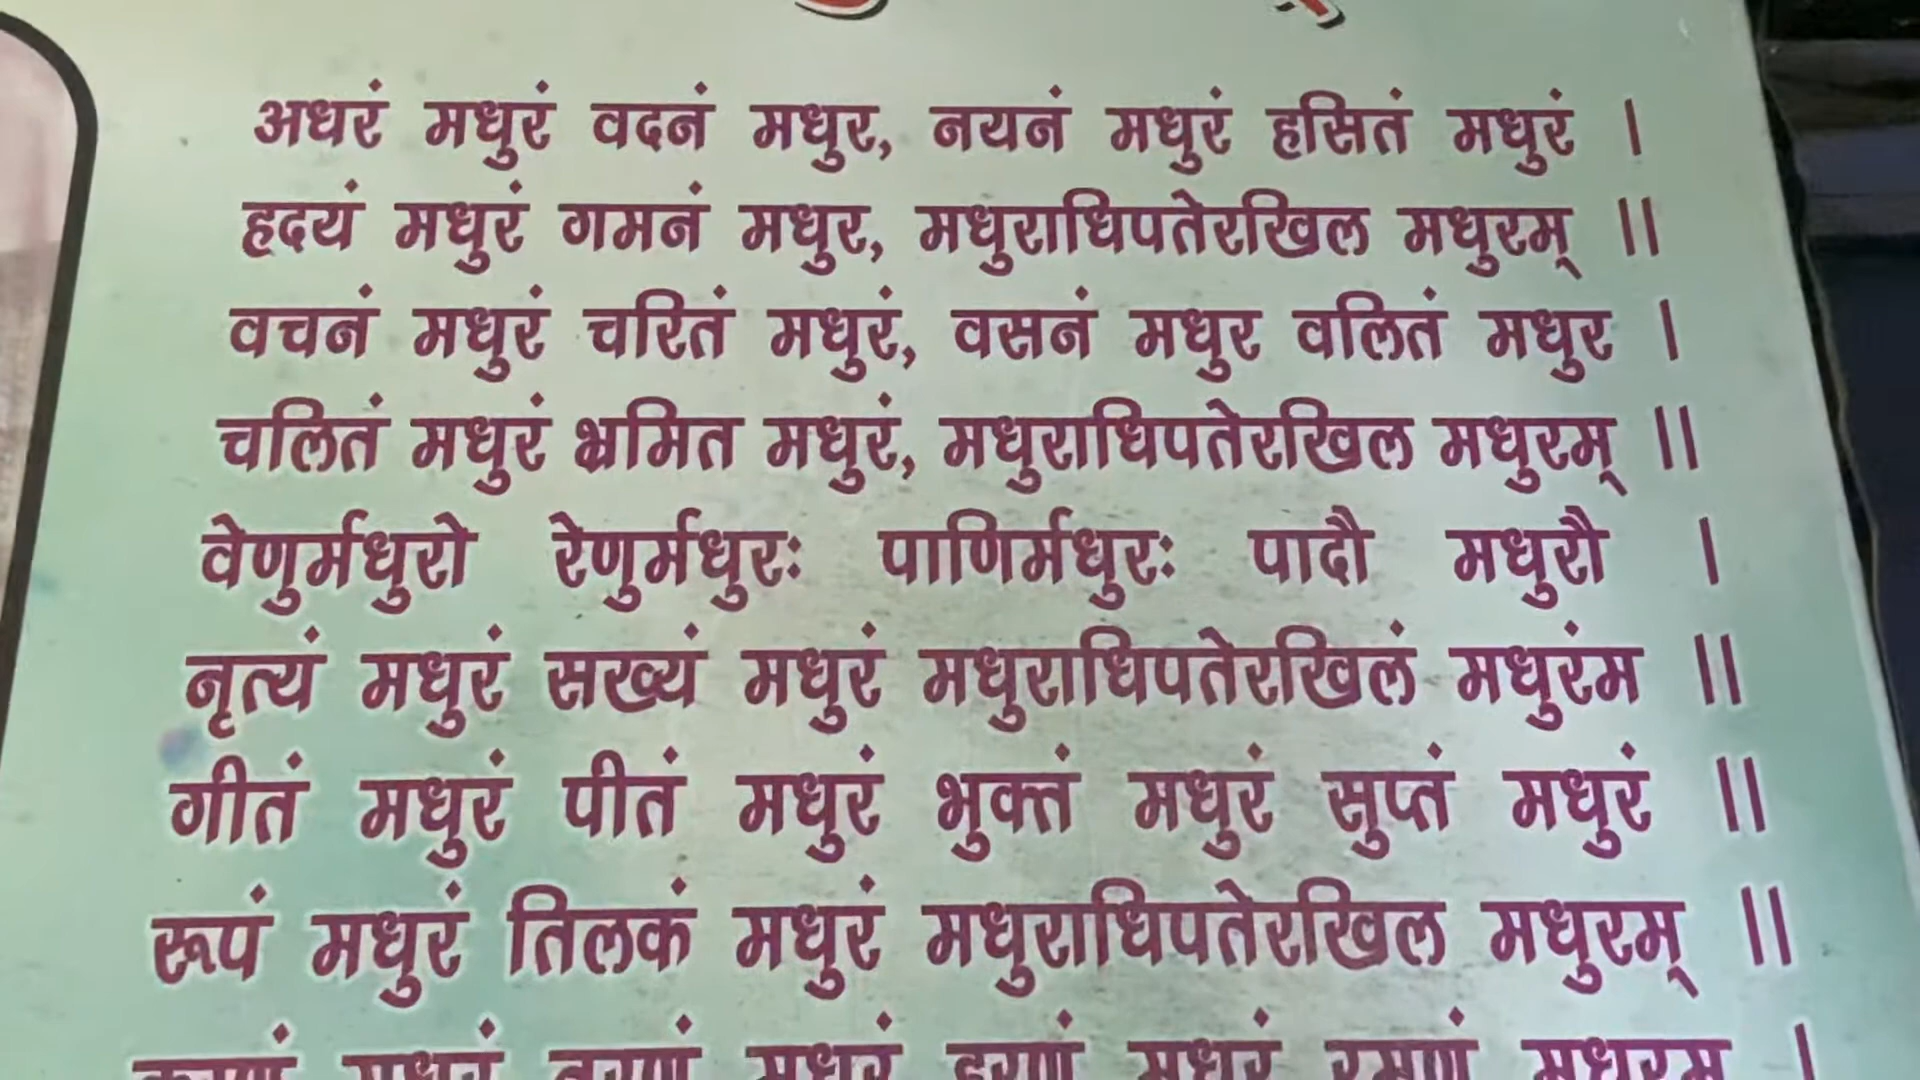 अधरं मधुरं वदनं मधुर, नयनं मधुरं हसितं मधुरं ।
हृदयं मधुरं गमनं मधुर, मधुराधिपतेरखिल मधुरम् ॥
वचनं मधुरं चरितं मधुरं, वसनं मधुर वलितं मधुर ।
चलितं मधुरं भ्रमित मधुरं, मधुराधिपतेरखिल मधुरम् ॥
वेणुर्मधुरो रेणुर्मधुरः पाणिर्मधुरः पादौ मधुरौ ।
नृत्यं मधुरं सख्यं मधुरं मधुराधिपतेरखिलं मधुरंम ॥
गीतं मधुरं पीतं मधुरं भुक्तं मधुरं सुप्तं मधुरं ॥
रूपं मधुरं तिलकं मधुरं मधुराधिपतेरखिल मधुरम् ॥